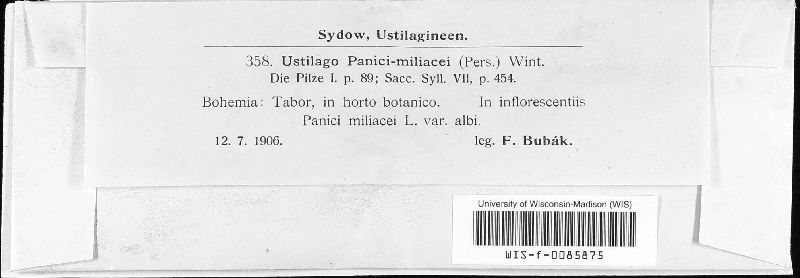 Sydow, Ustilagineen.
358. Ustilago Panici-miliacei (Pers.) Wint.
Die Pilze I. p. 89; Sacc. Syll. VII, p. 454.
Bohemia: Tabor, in horto botanico. In inflorescentiis
Panici miliacei L. var. albi.
12. 7. 1906. leg. F. Bubák.
University of Wisconsin-Madison (WIS)
WIS-f-0085875